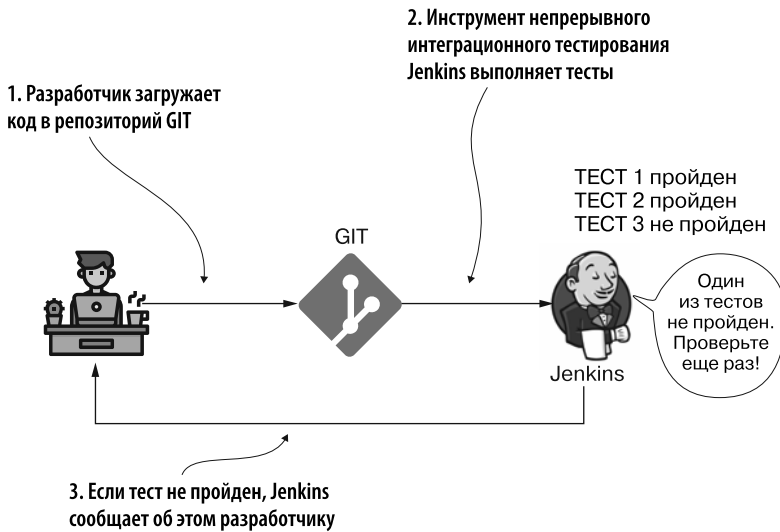 2. Инструмент непрерывного
интеграционного тестирования
Jenkins выполняет тесты
1. Разработчик загружает
код в репозиторий GIT
ТЕСТ 1 пройден
ТЕСТ 2 пройден
ТЕСТ 3 не пройден
GIT
Один
из тестов
не пройден.
Проверьте
еще раз!
Jenkins
3. Если тест не пройден, Jenkins
сообщает об этом разработчику